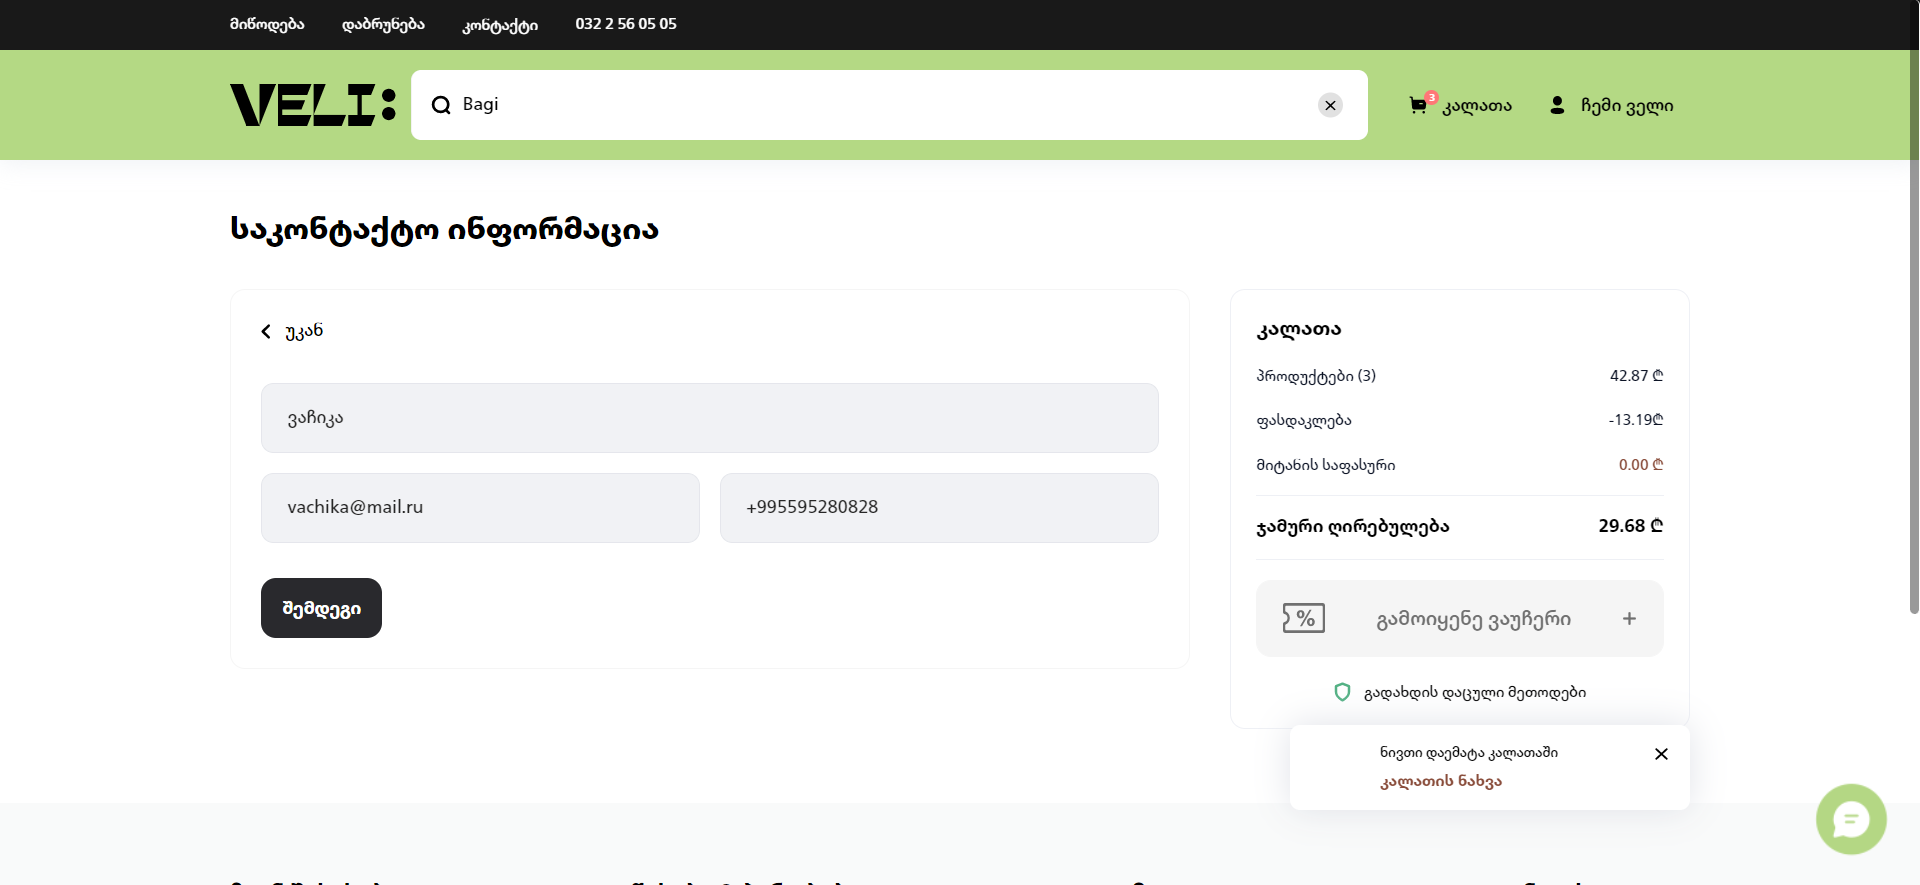 მიწოდება
დაბრუნება
კონტაქტი
032 2 56 05 05
VELI:
Bagi
3
კალათა
ჩემი ველი
საკონტაქტო ინფორმაცია
უკან
ვაჩიკა
vachika@mail.ru
+995595280828
შემდეგი
კალათა
პროდუქტები (3)
42.87 ₾
ფასდაკლება
-13.19₾
მიტანის საფასური
0.00 ₾
ჯამური ღირებულება
29.68 ₾
%
გამოიყენე ვაუჩერი
+
გადახდის დაცული მეთოდები
ნივთი დაემატა კალათაში
კალათის ნახვა